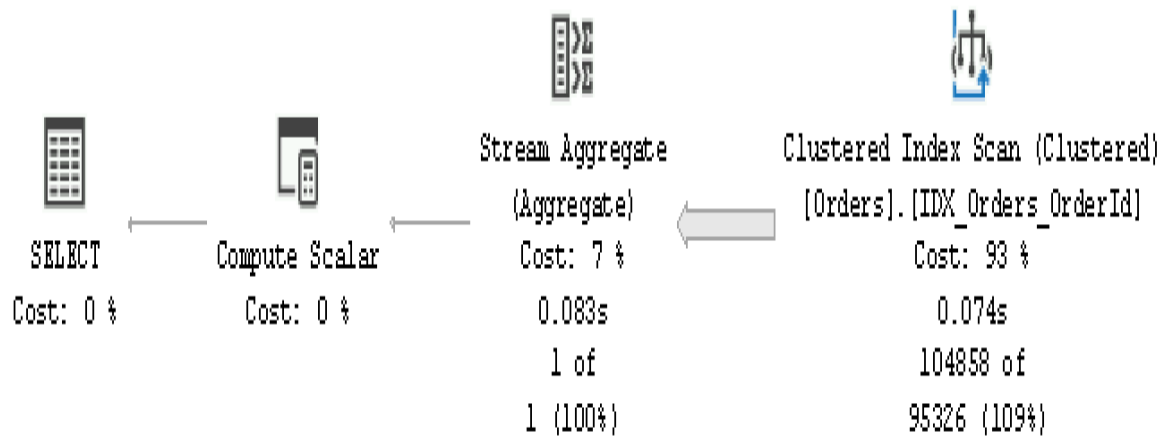 SELECT
Cost: 0 %
Compute Scalar
Cost: 0 %
Stream Aggregate
(Aggregate)
Cost: 7 %
0.083s
1 of
1 (100%)
Clustered Index Scan (Clustered)
[Orders].[IDX_Orders_OrderId]
Cost: 93 %
0.074s
104858 of
95326 (109%)